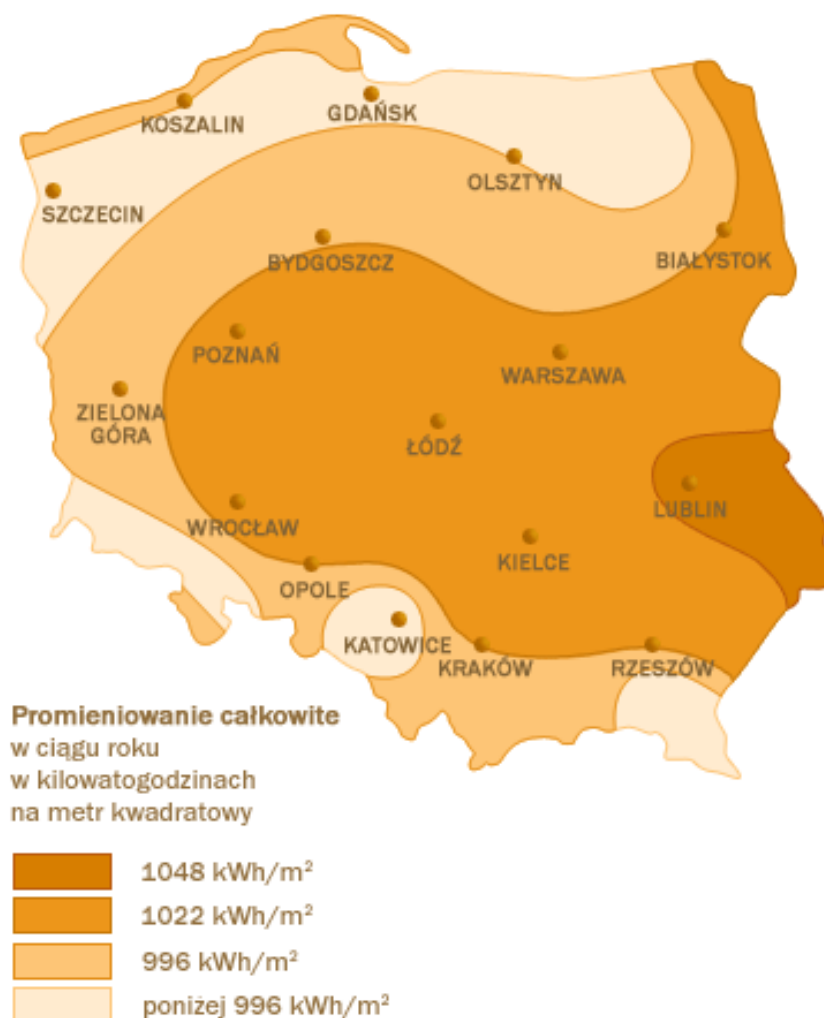 KOSZALIN
GDAŃSK
OLSZTYN
SZCZECIN
BYDGOSZCZ
BIAŁYSTOK
POZNAŃ
WARSZAWA
ZIELONA
GÓRA
ŁÓDŹ
LUBLIN
WROCŁAW
KIELCE
OPOLE
KATOWICE
KRAKÓW
RZESZÓW
Promieniowanie całkowite
w ciągu roku
w kilowatogodzinach
na metr kwadratowy
1048 kWh/m²
1022 kWh/m²
996 kWh/m²
poniżej 996 kWh/m²